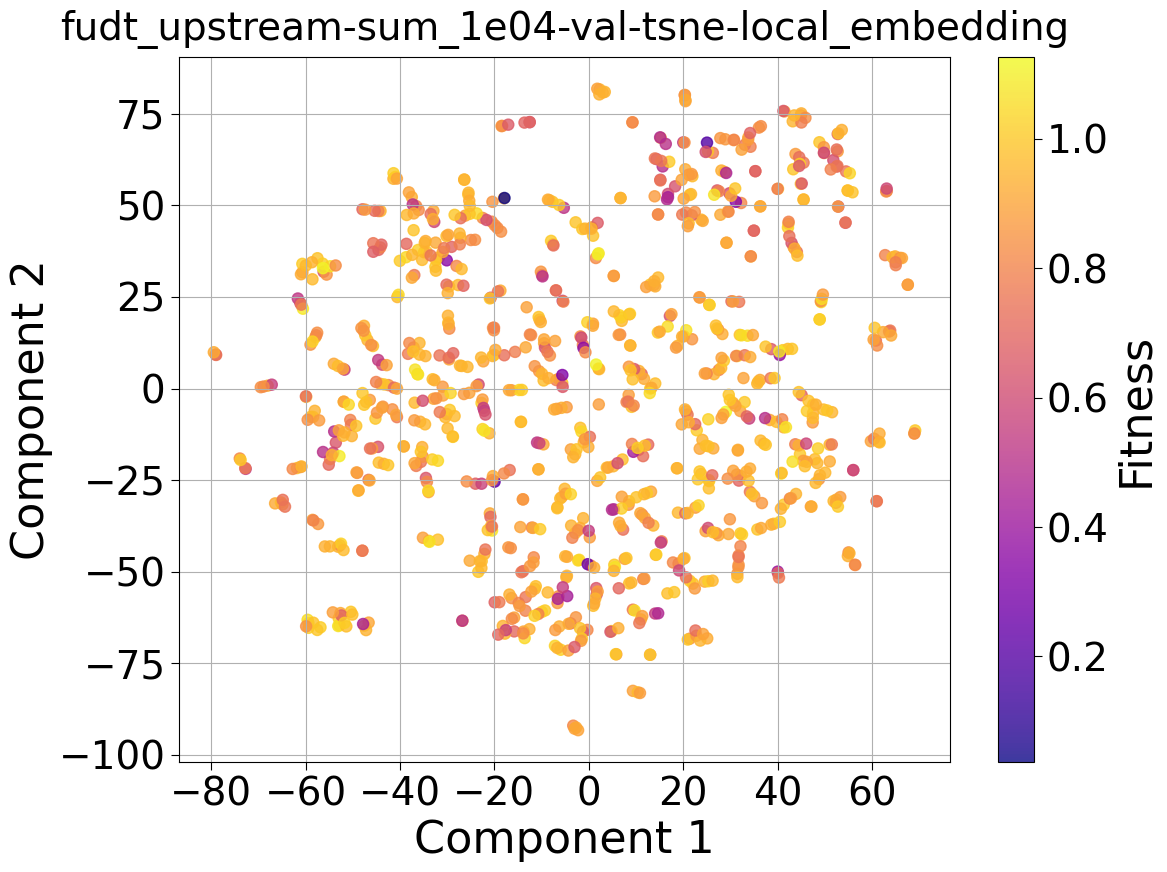 fudt_upstream-sum_1e04-val-tsne-local_embedding
75
50
25
0
−25
−50
−75
−100
Component 2
−80 −60 −40 −20 0 20 40 60
Component 1
1.0
0.8
0.6
0.4
0.2
Fitness